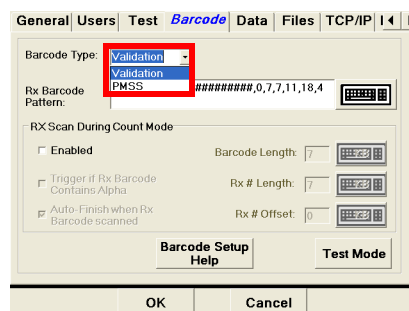 General Users Test Barcode Data Files TCP/IP I
Barcode Type: Validation
Validation
PMSS
Rx Barcode Pattern: #########,0,7,7,11,18,4
RX Scan During Count Mode
Enabled Barcode Length: 7
Trigger if Rx Barcode Contains Alpha Rx # Length: 7
Auto-Finish when Rx Barcode scanned Rx # Offset: 0
Barcode Setup Help Test Mode
OK Cancel